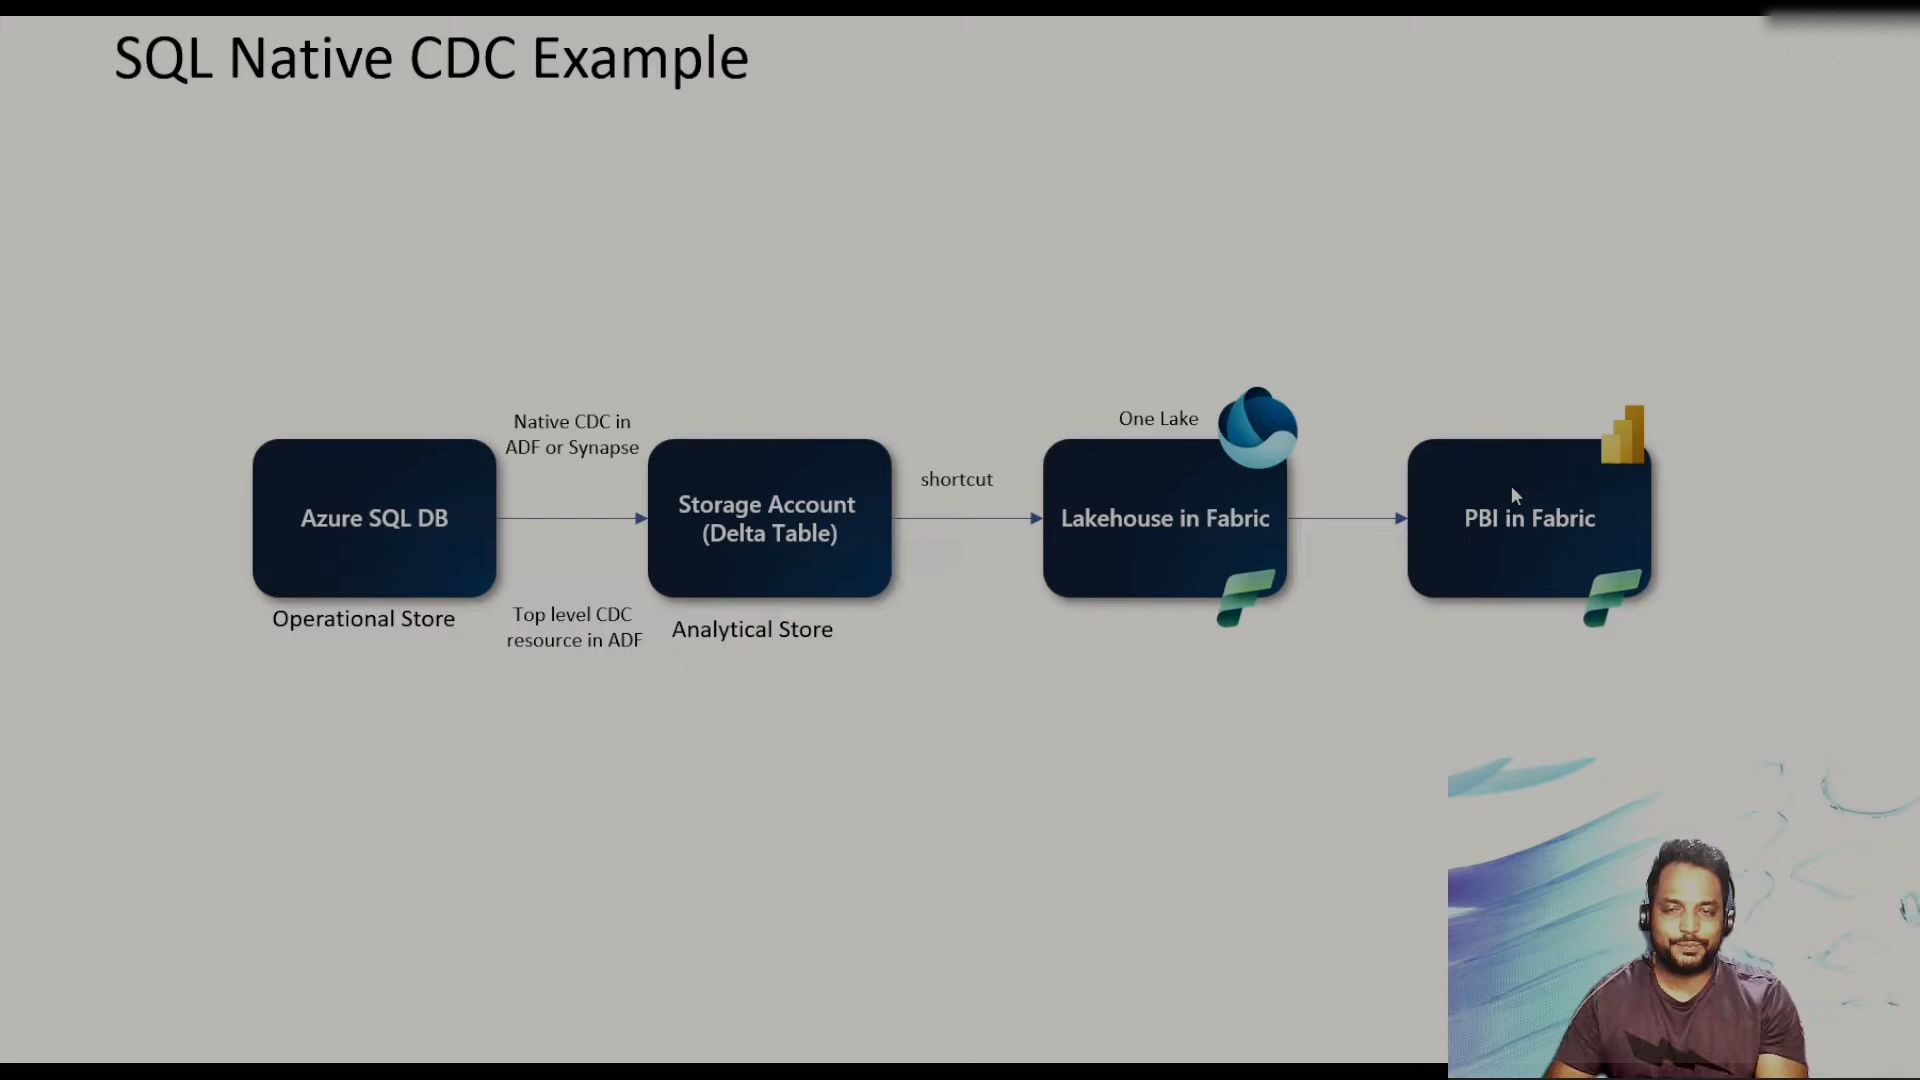 SQL Native CDC Example
Native CDC in
ADF or Synapse
One Lake
Azure SQL DB
Storage Account
(Delta Table)
shortcut
Lakehouse in Fabric
PBI in Fabric
Operational Store
Top level CDC
resource in ADF
Analytical Store